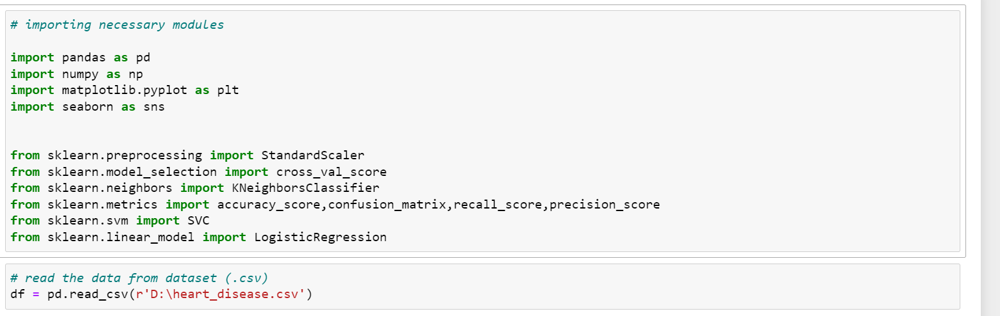 # importing necessary modules
import pandas as pd
import numpy as np
import matplotlib.pyplot as plt
import seaborn as sns
from sklearn.preprocessing import StandardScaler
from sklearn.model_selection import cross_val_score
from sklearn.neighbors import KNeighborsClassifier
from sklearn.metrics import accuracy_score,confusion_matrix,recall_score,precision_score
from sklearn.svm import SVC
from sklearn.linear_model import LogisticRegression
# read the data from dataset (.csv)
df = pd.read_csv(r'D:\heart_disease.csv')